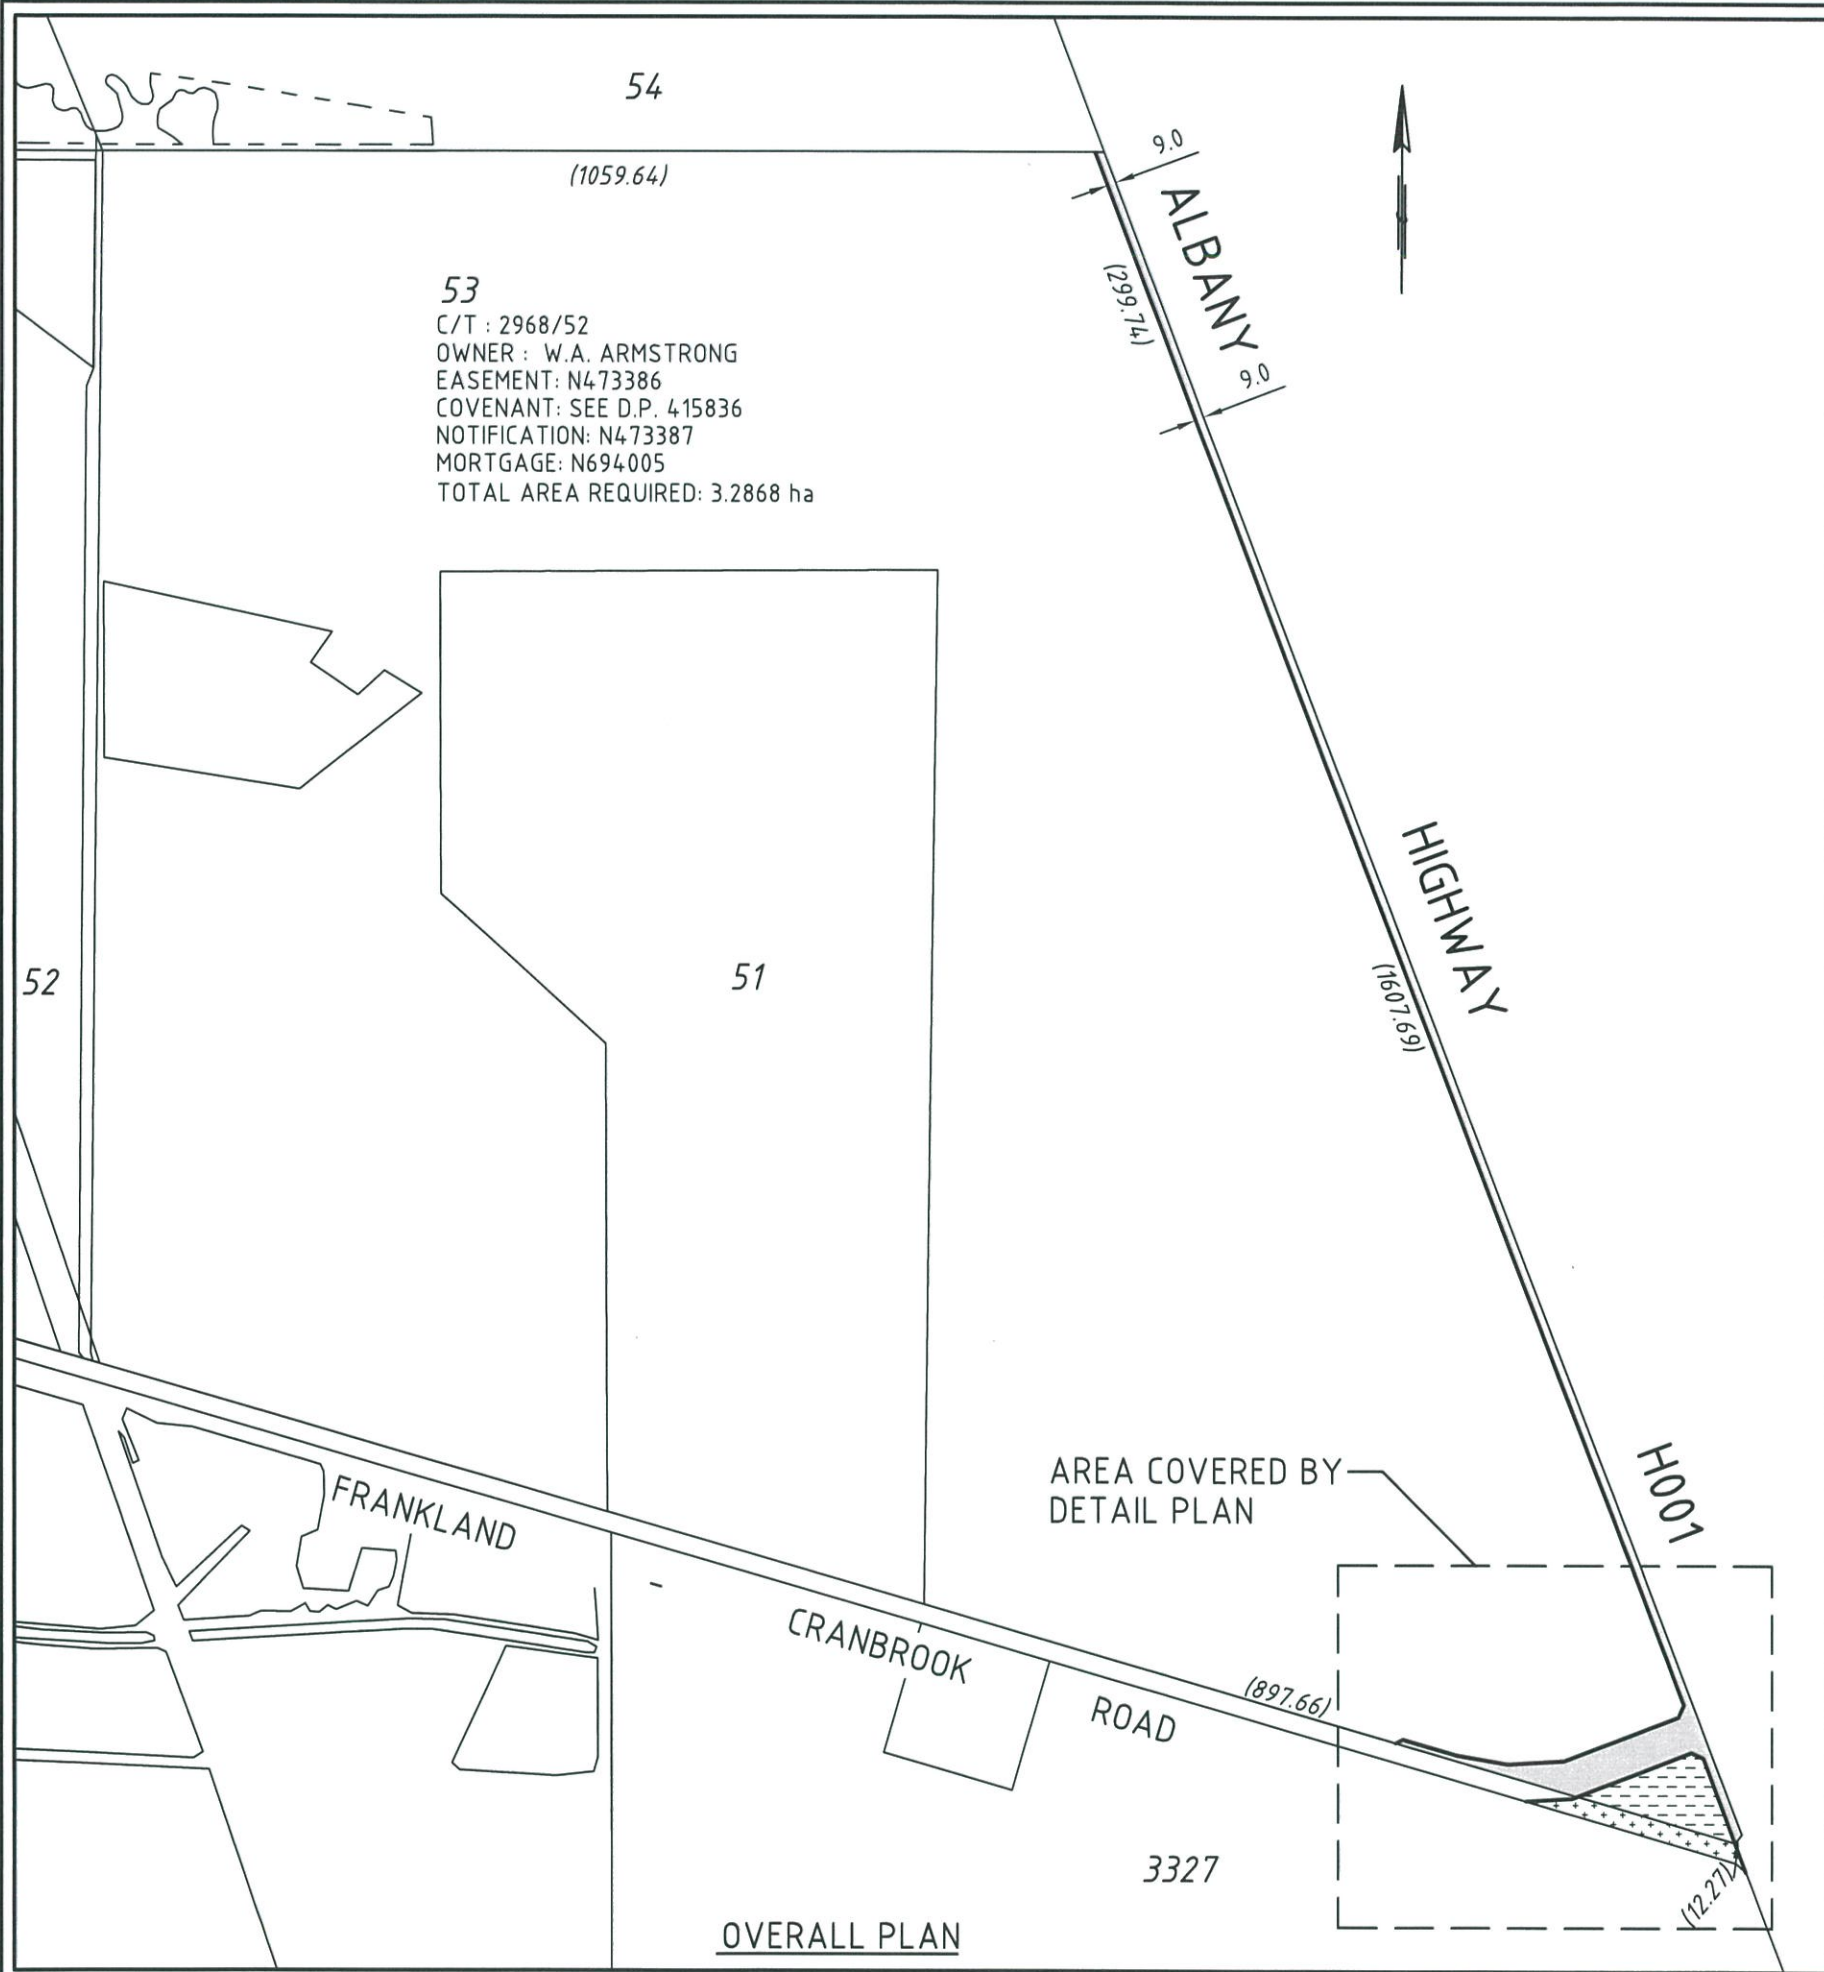 54
9.0
(1059.64)
ALBANY
(299.74)
53
C/T : 2968/52
OWNER : W.A. ARMSTRONG
EASEMENT: N473386
COVENANT: SEE D.P. 415836
NOTIFICATION: N473387
MORTGAGE: N694005
TOTAL AREA REQUIRED: 3.2868 ha
9.0
HIGHWAY
52
51
(1607.69)
H001
AREA COVERED BY
DETAIL PLAN
FRANKLAND
CRANBROOK
ROAD
(897.66)
3327
(12.27)
OVERALL PLAN